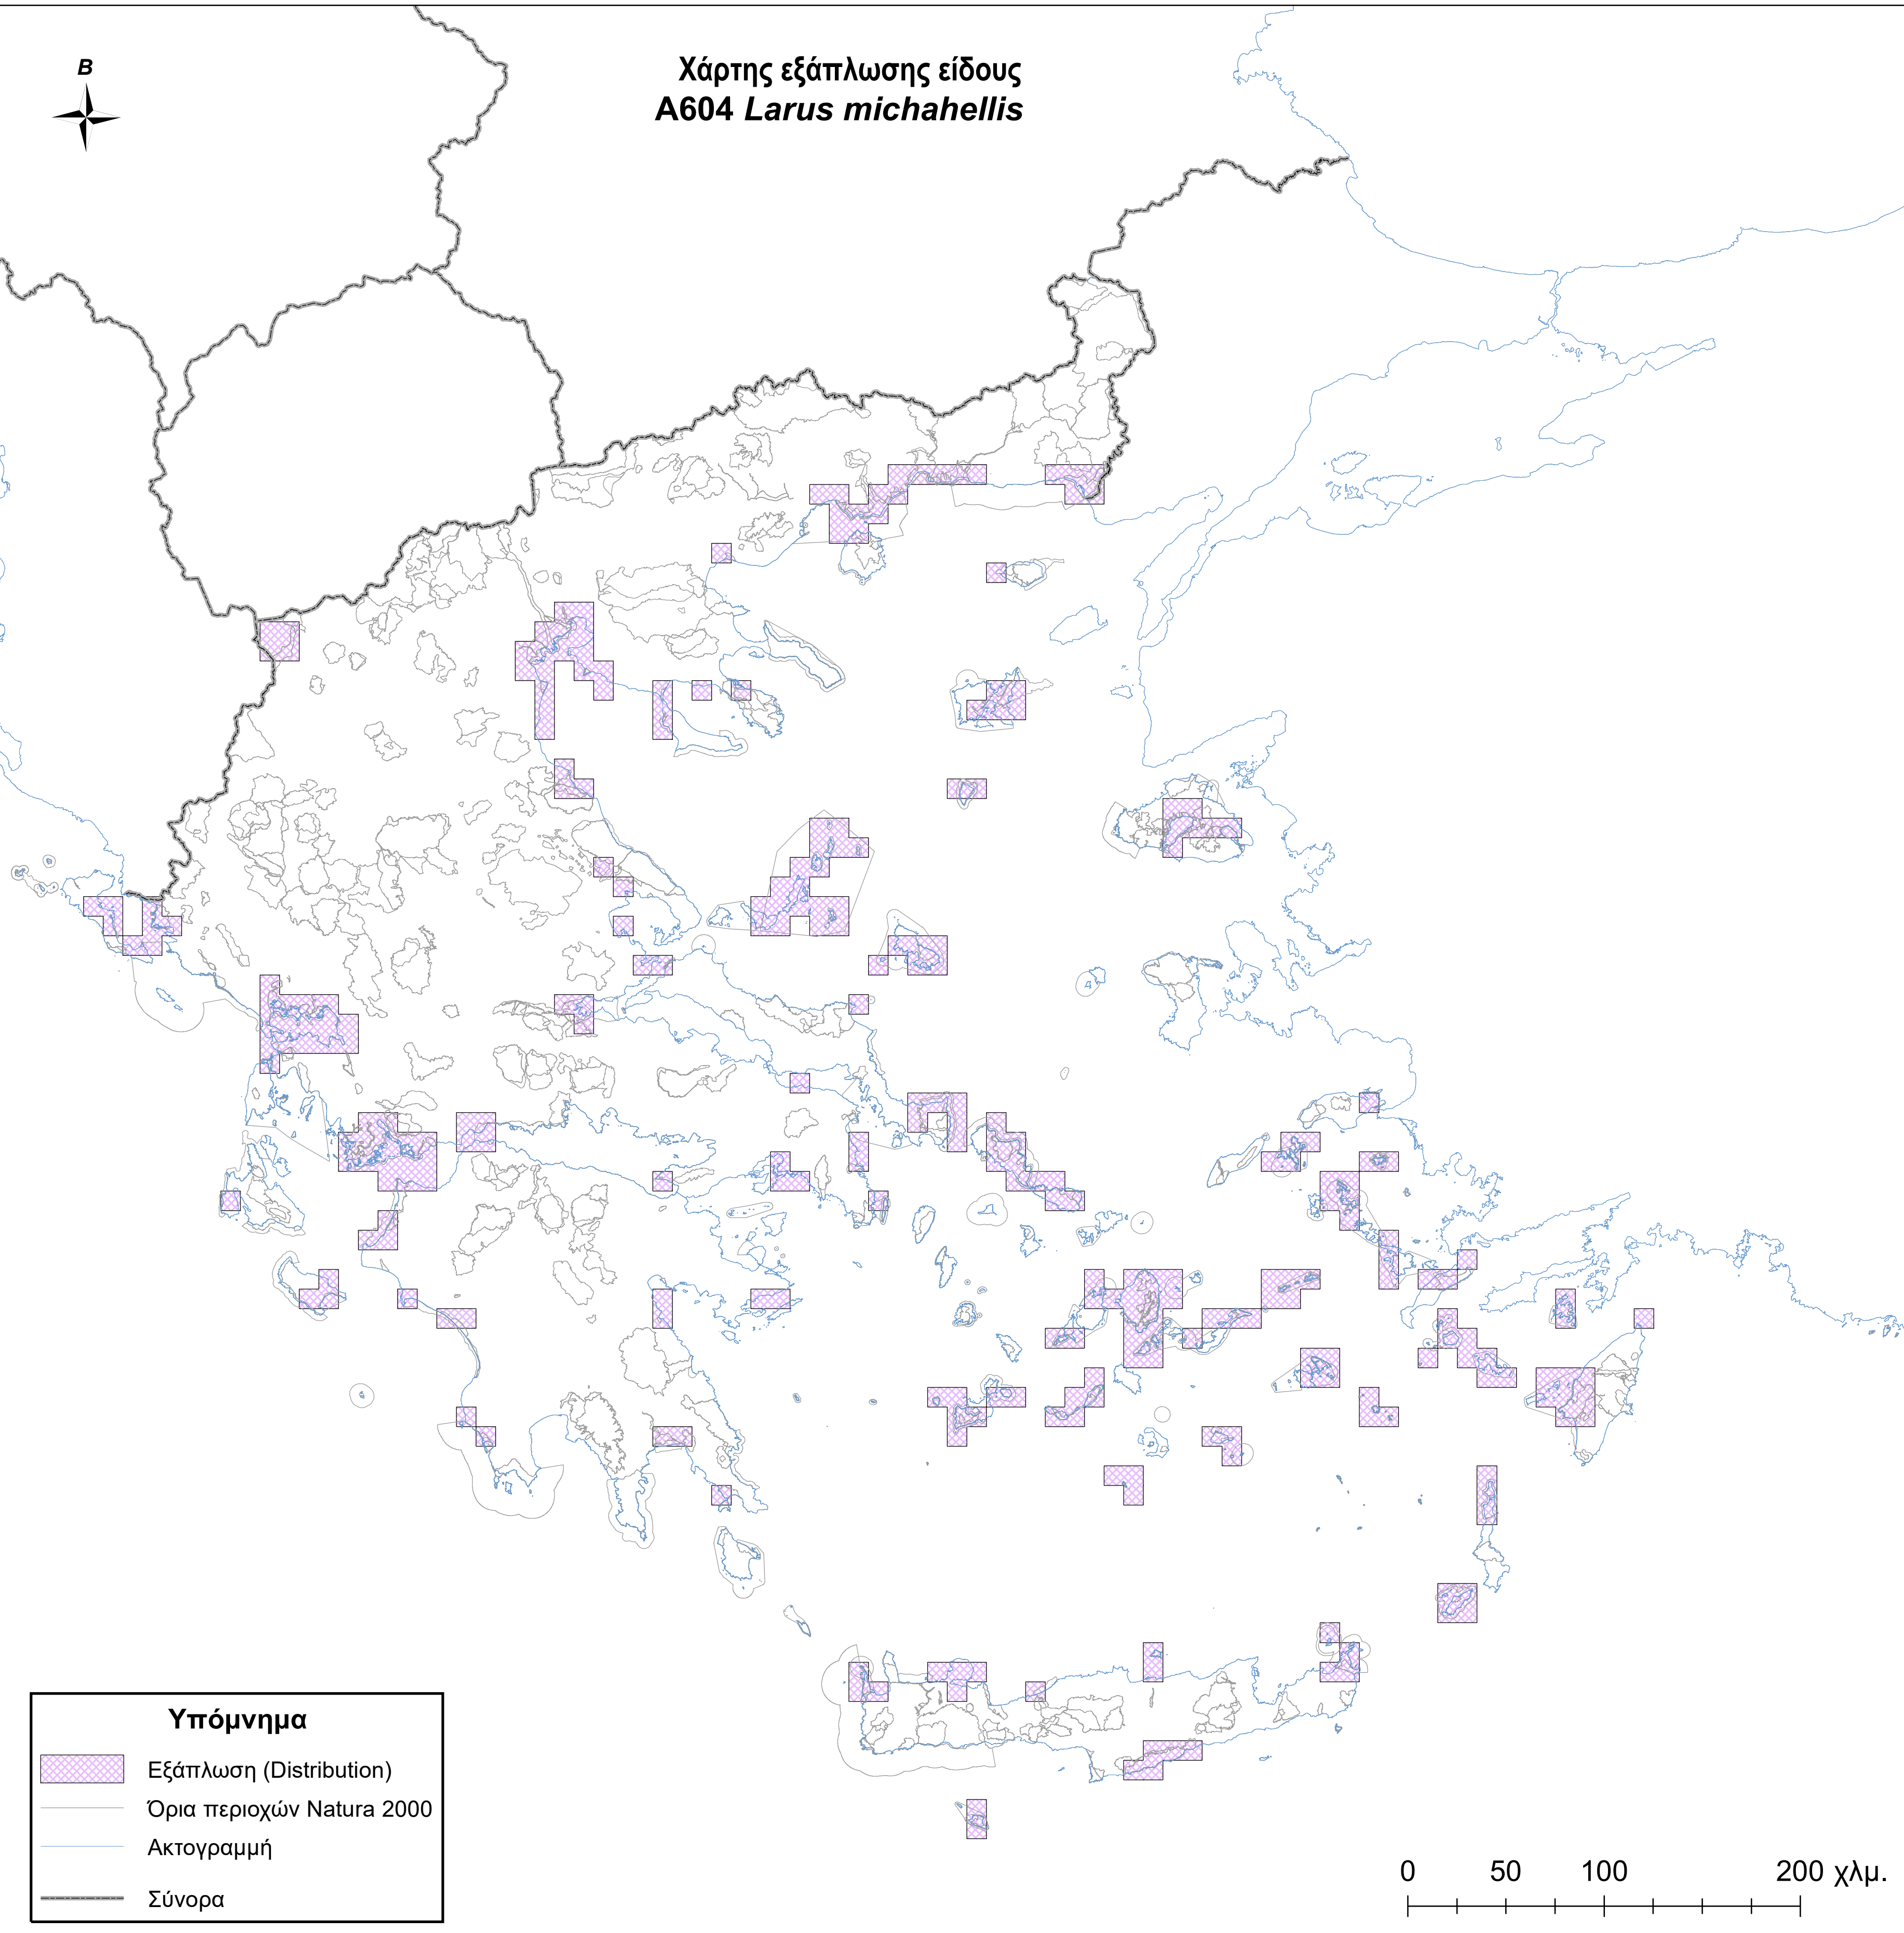 Β
Χάρτης εξάπλωσης είδους
A604 Larus michahellis
Υπόμνημα
Εξάπλωση (Distribution)
Όρια περιοχών Natura 2000
Ακτογραμμή
Σύνορα
0 50 100 200 χλμ.